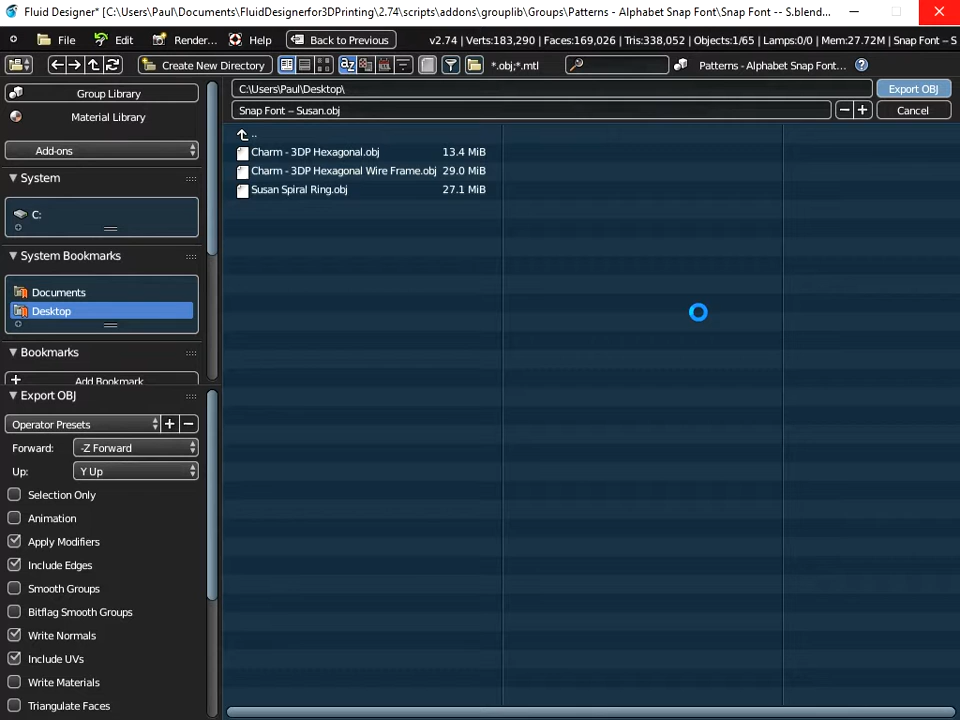 Fluid Designer* [C:\Users\Paul\Documents\FluidDesignerfor3DPrinting\2.74\scripts\addons\grouplib\Groups\Patterns - Alphabet Snap Font\Snap Font -- S.blend...
File Edit Render... Help Back to Previous v2.74 | Verts:183,290 | Faces:169,026 | Tris:338,052 | Objects:1/65 | Lamps:0/0 | Mem:27.72M | Snap Font – S
Create New Directory *.obj;*.mtl Patterns - Alphabet Snap Font...
Group Library
Material Library
Add-ons
System
C:
System Bookmarks
Documents
Desktop
Bookmarks
Add Bookmark
Export OBJ
Operator Presets
Forward: -Z Forward
Up: Y Up
Selection Only
Animation
Apply Modifiers
Include Edges
Smooth Groups
Bitflag Smooth Groups
Write Normals
Include UVs
Write Materials
Triangulate Faces
C:\Users\Paul\Desktop\ Export OBJ
Snap Font – Susan.obj Cancel
..
Charm - 3DP Hexagonal.obj 13.4 MiB
Charm - 3DP Hexagonal Wire Frame.obj 29.0 MiB
Susan Spiral Ring.obj 27.1 MiB